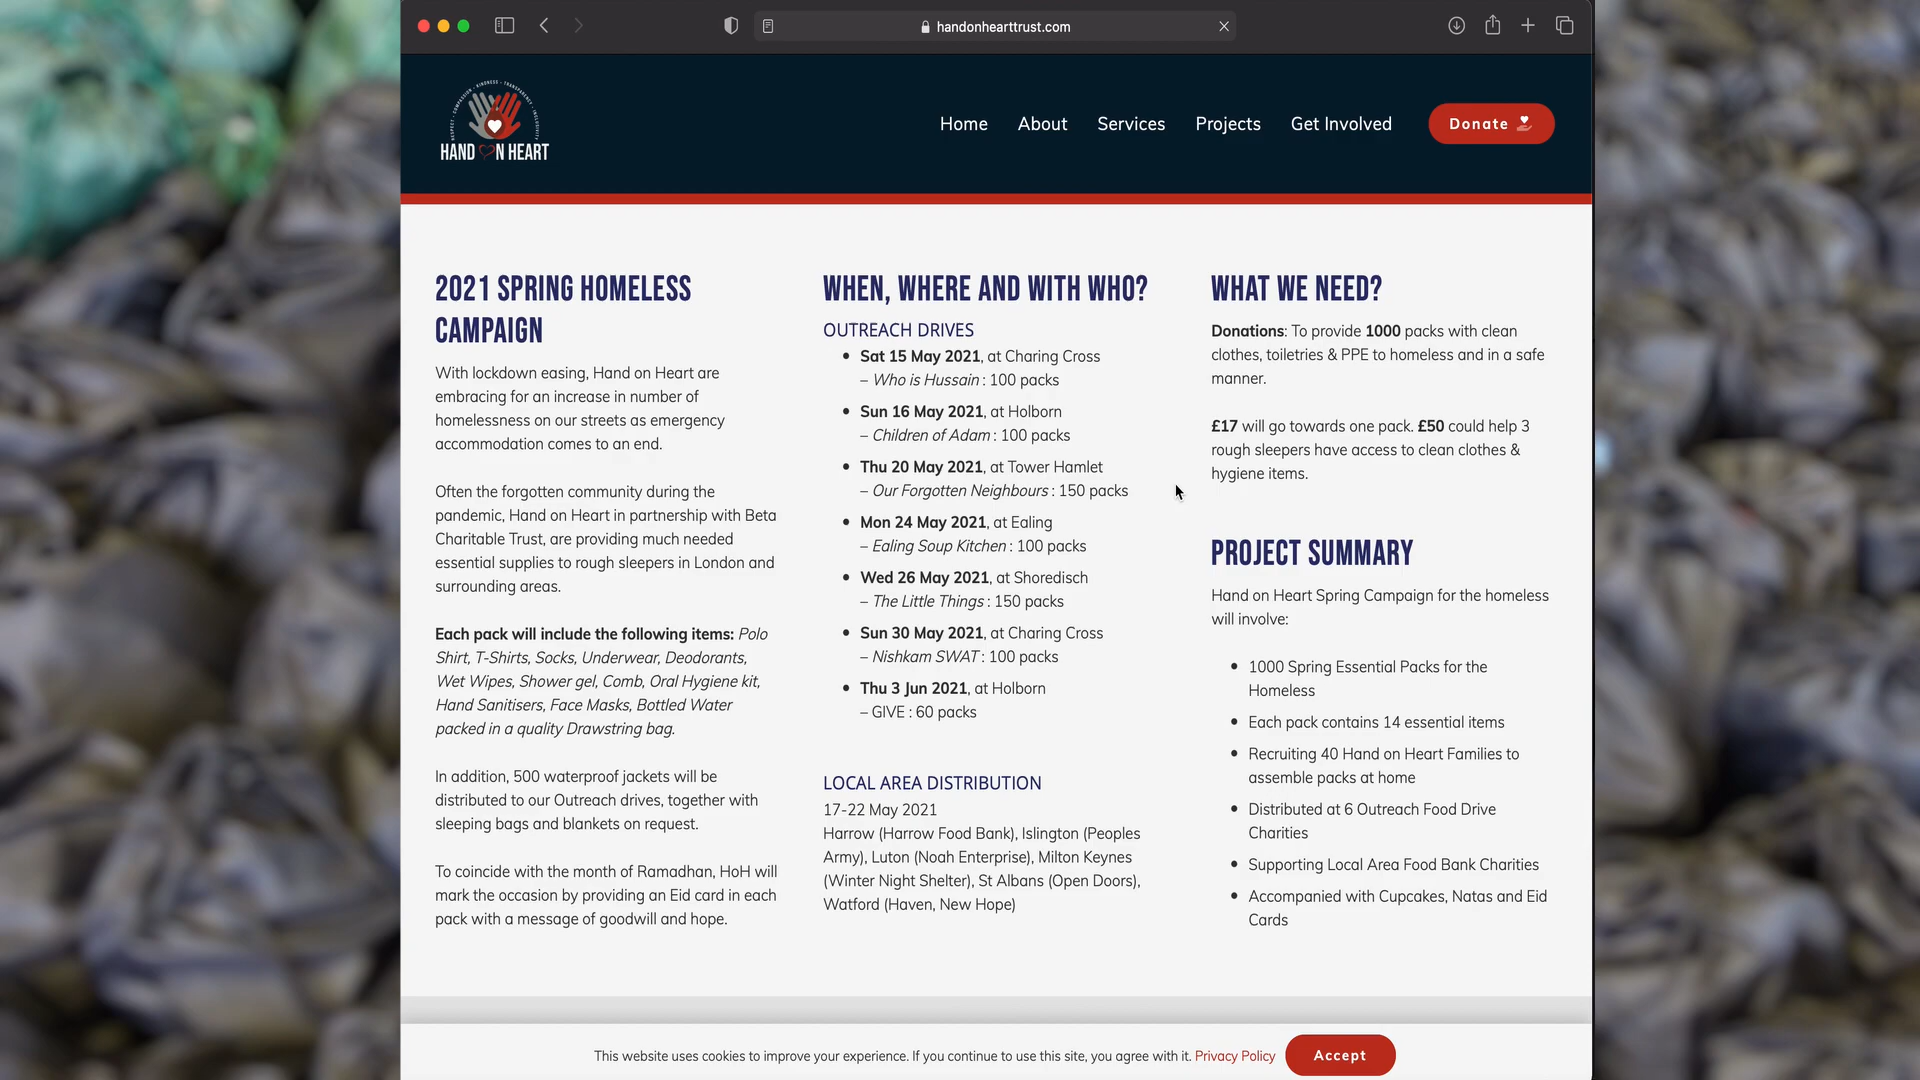 handonhearttrust.com
RESPECT · COMPASSION · KINDNESS · TRANSPARENCY · INCLUSIVITY
HAND ON HEART
Home
About
Services
Projects
Get Involved
Donate
2021 SPRING HOMELESS
CAMPAIGN
With lockdown easing, Hand on Heart are
embracing for an increase in number of
homelessness on our streets as emergency
accommodation comes to an end.
Often the forgotten community during the
pandemic, Hand on Heart in partnership with Beta
Charitable Trust, are providing much needed
essential supplies to rough sleepers in London and
surrounding areas.
Each pack will include the following items: Polo
Shirt, T-Shirts, Socks, Underwear, Deodorants,
Wet Wipes, Shower gel, Comb, Oral Hygiene kit,
Hand Sanitisers, Face Masks, Bottled Water
packed in a quality Drawstring bag.
In addition, 500 waterproof jackets will be
distributed to our Outreach drives, together with
sleeping bags and blankets on request.
To coincide with the month of Ramadhan, HoH will
mark the occasion by providing an Eid card in each
pack with a message of goodwill and hope.
WHEN, WHERE AND WITH WHO?
OUTREACH DRIVES
• Sat 15 May 2021, at Charing Cross
– Who is Hussain : 100 packs
• Sun 16 May 2021, at Holborn
– Children of Adam : 100 packs
• Thu 20 May 2021, at Tower Hamlet
– Our Forgotten Neighbours : 150 packs
• Mon 24 May 2021, at Ealing
– Ealing Soup Kitchen : 100 packs
• Wed 26 May 2021, at Shoredisch
– The Little Things : 150 packs
• Sun 30 May 2021, at Charing Cross
– Nishkam SWAT : 100 packs
• Thu 3 Jun 2021, at Holborn
– GIVE : 60 packs
LOCAL AREA DISTRIBUTION
17-22 May 2021
Harrow (Harrow Food Bank), Islington (Peoples
Army), Luton (Noah Enterprise), Milton Keynes
(Winter Night Shelter), St Albans (Open Doors),
Watford (Haven, New Hope)
WHAT WE NEED?
Donations: To provide 1000 packs with clean
clothes, toiletries & PPE to homeless and in a safe
manner.
£17 will go towards one pack. £50 could help 3
rough sleepers have access to clean clothes &
hygiene items.
PROJECT SUMMARY
Hand on Heart Spring Campaign for the homeless
will involve:
• 1000 Spring Essential Packs for the
Homeless
• Each pack contains 14 essential items
• Recruiting 40 Hand on Heart Families to
assemble packs at home
• Distributed at 6 Outreach Food Drive
Charities
• Supporting Local Area Food Bank Charities
• Accompanied with Cupcakes, Natas and Eid
Cards
This website uses cookies to improve your experience. If you continue to use this site, you agree with it. Privacy Policy
Accept